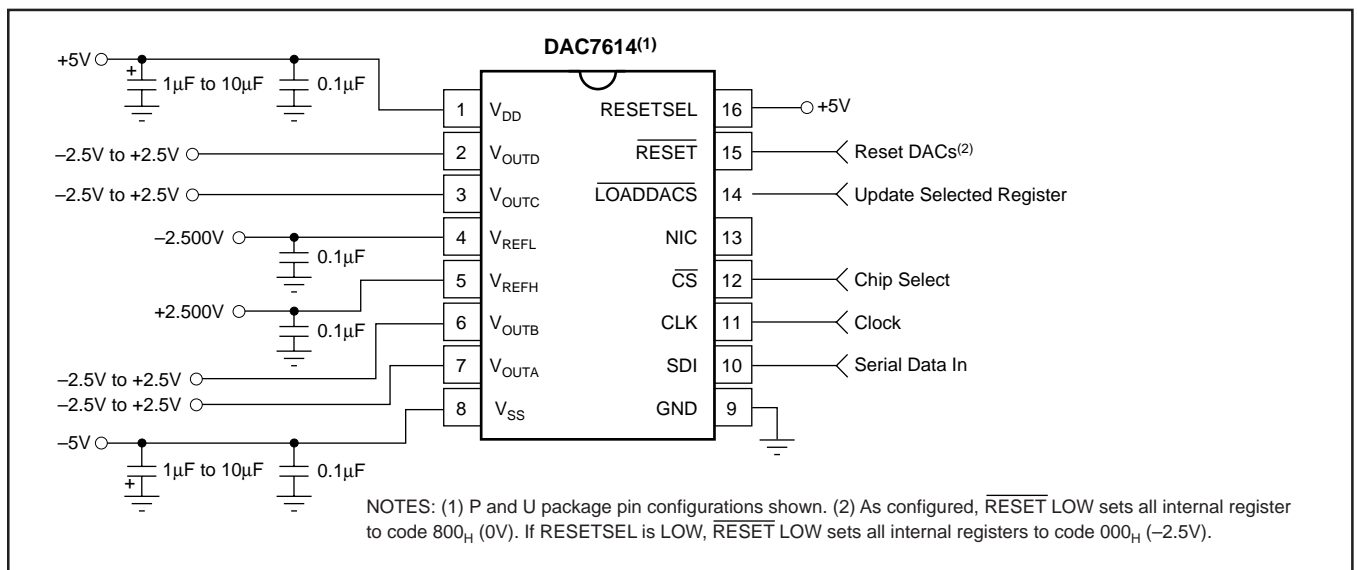 DAC7614(1)
+5V
+
1µF to 10µF
0.1µF
1 VDD
RESETSEL 16
+5V
–2.5V to +2.5V
2 VOUTD
RESET 15
Reset DACs(2)
–2.5V to +2.5V
3 VOUTC
LOADDACS 14
Update Selected Register
–2.500V
0.1µF
4 VREFL
NIC 13
+2.500V
0.1µF
5 VREFH
CS 12
Chip Select
6 VOUTB
CLK 11
Clock
–2.5V to +2.5V
7 VOUTA
SDI 10
Serial Data In
–2.5V to +2.5V
8 VSS
GND 9
–5V
+
1µF to 10µF
0.1µF
NOTES: (1) P and U package pin configurations shown. (2) As configured, RESET LOW sets all internal register
to code 800H (0V). If RESETSEL is LOW, RESET LOW sets all internal registers to code 000H (–2.5V).